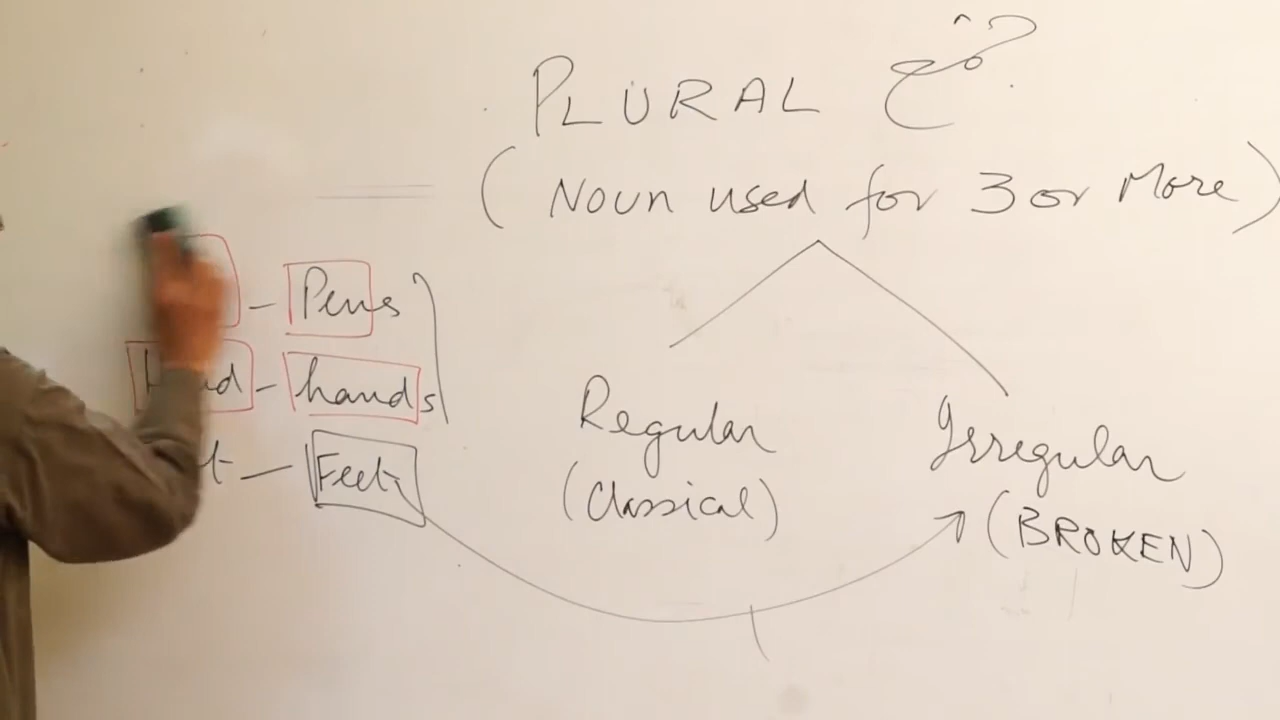 PLURAL جمع
(Noun used for 3 or More)
– Pens
– hands
– Feet
Regular
(Classical)
Irregular
(BROKEN)